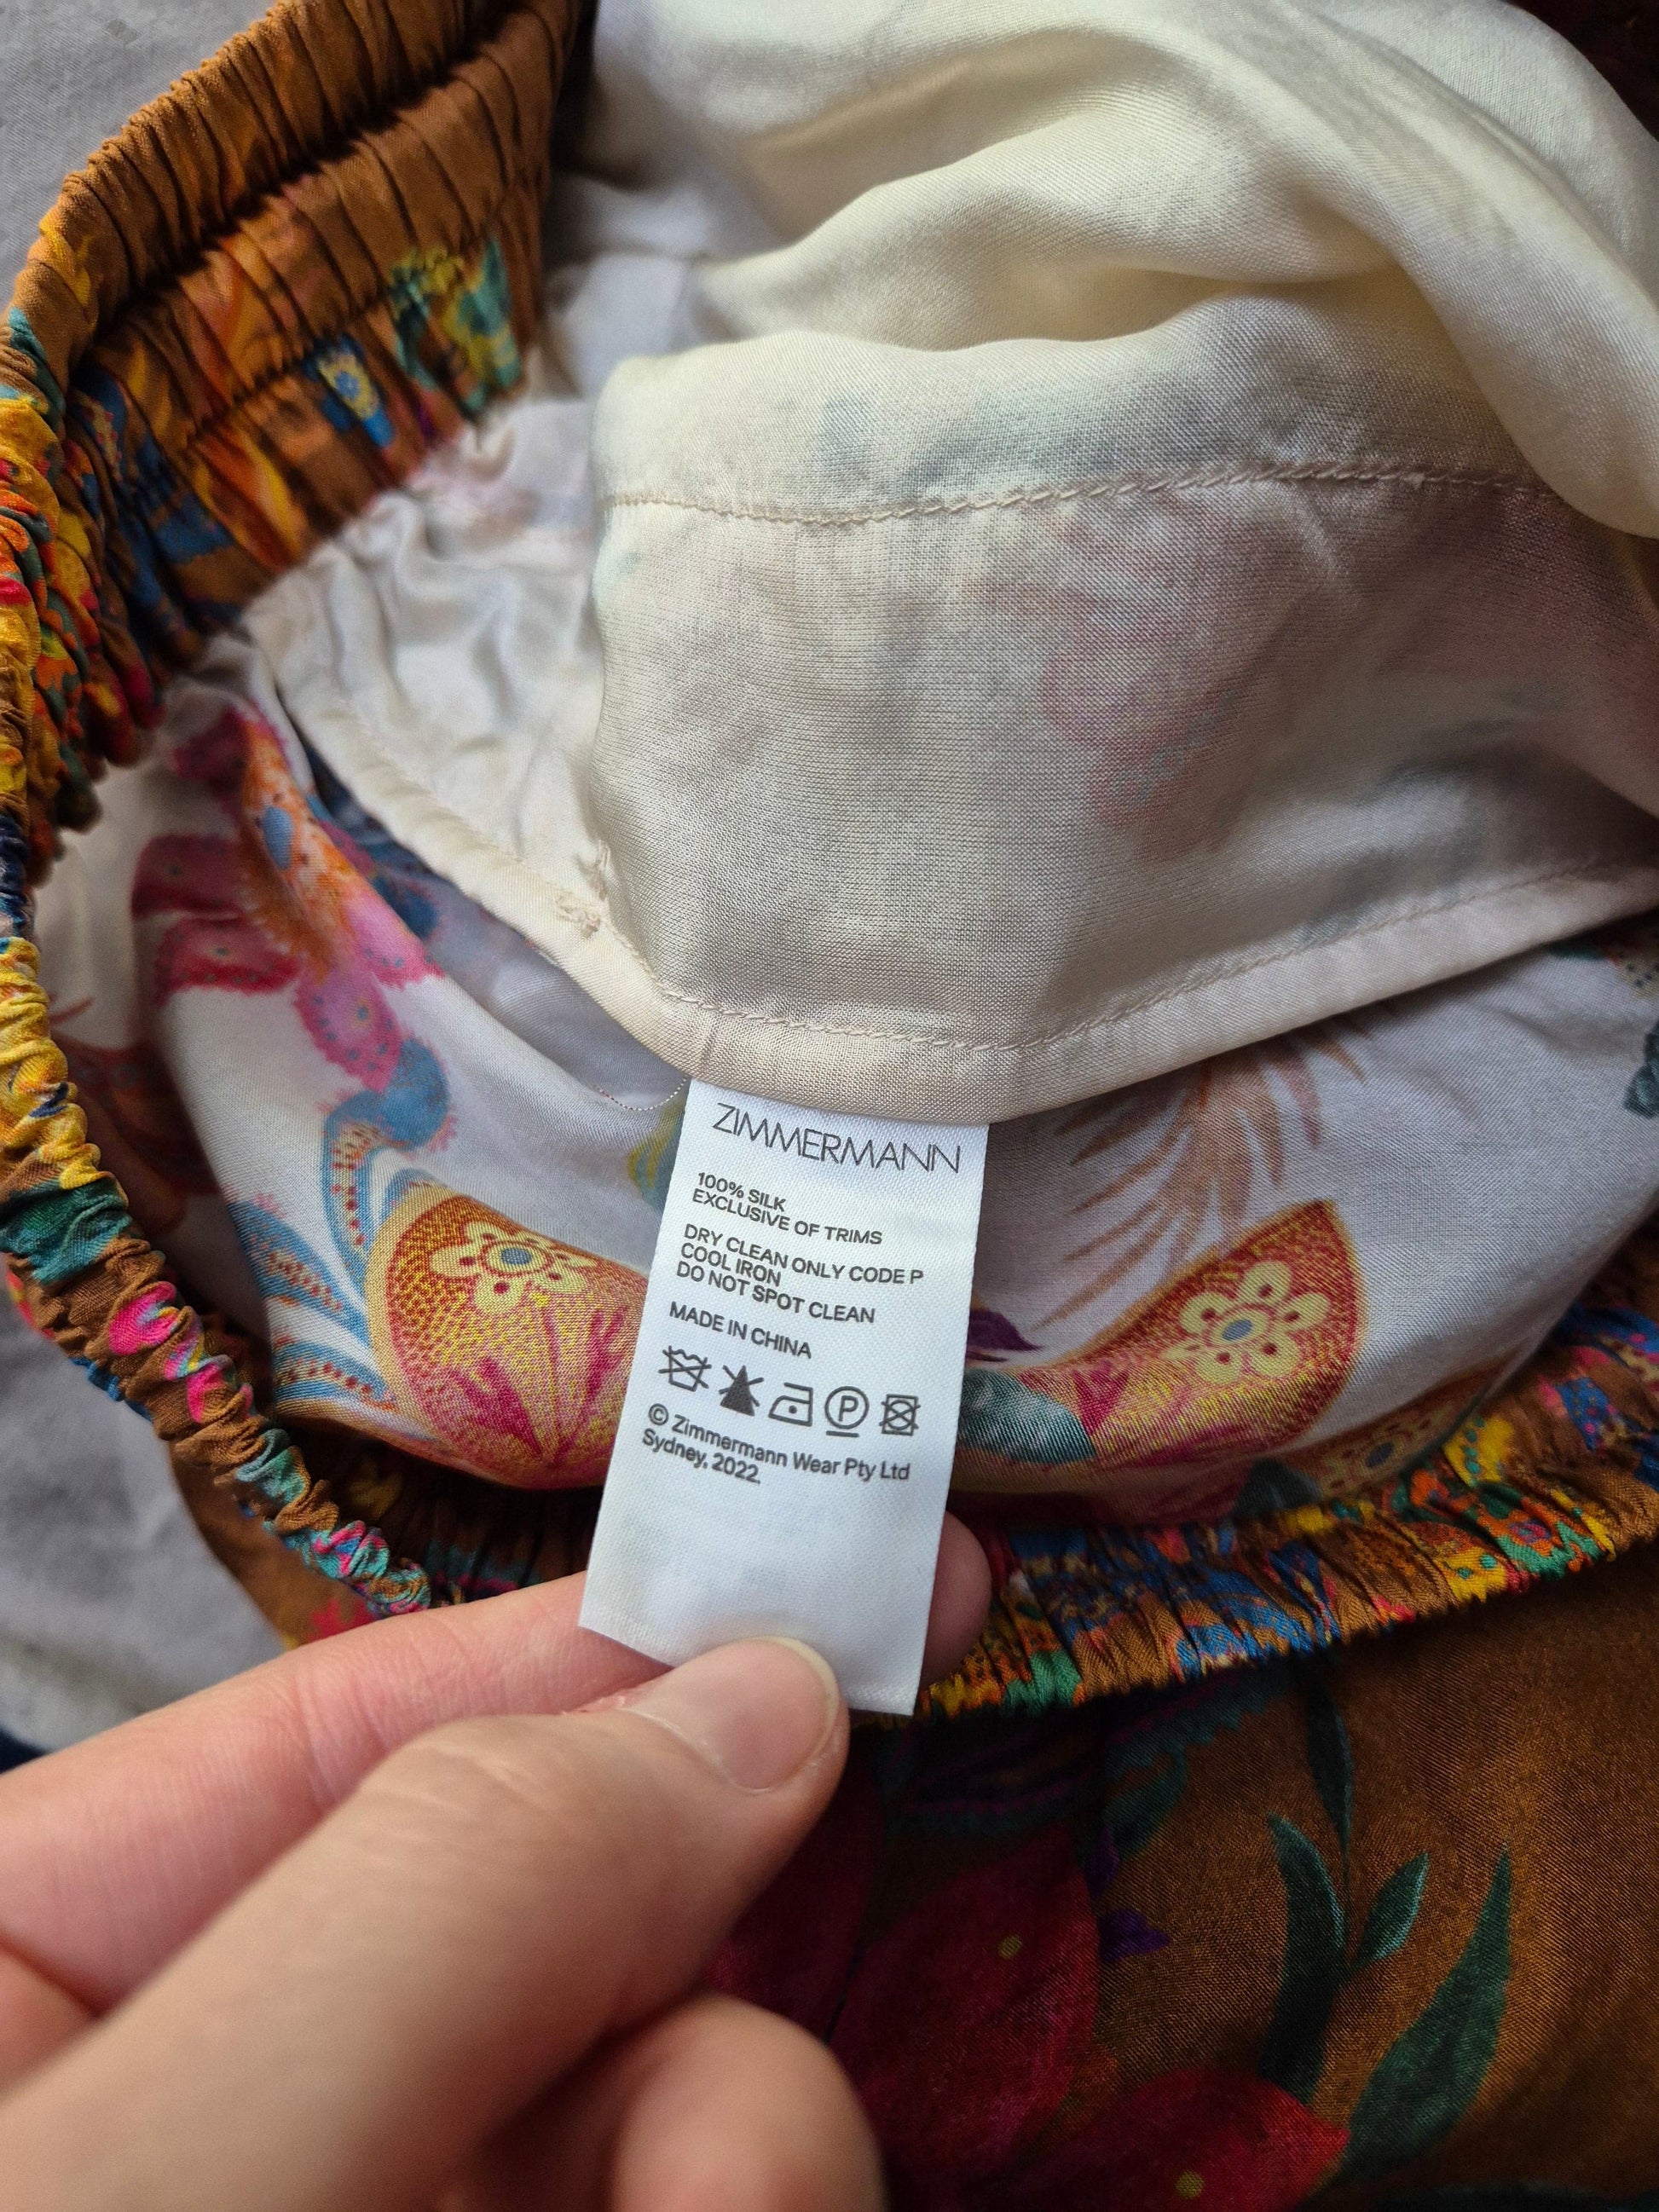 ZIMMERMANN
100% SILK
EXCLUSIVE OF TRIMS
DRY CLEAN ONLY CODE P
COOL IRON
DO NOT SPOT CLEAN
MADE IN CHINA
P
© Zimmermann Wear Pty Ltd
Sydney, 2022.